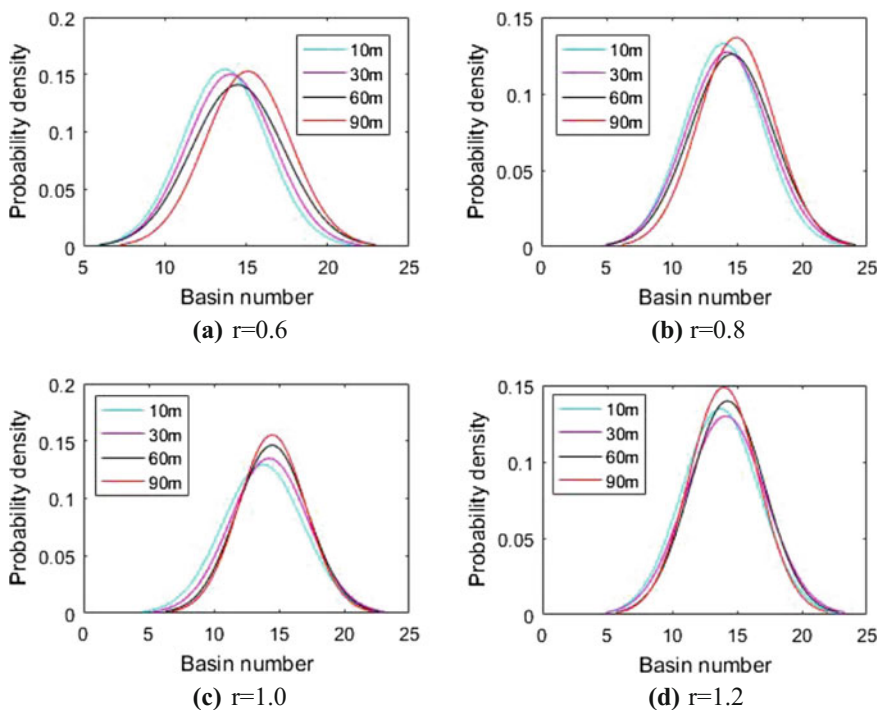 0.2
0.15
0.1
0.05
0
Probability density
10m
30m
60m
90m
5 10 15 20 25
Basin number
(a) r=0.6
0.15
0.1
0.05
0
Probability density
10m
30m
60m
90m
0 5 10 15 20 25
Basin number
(b) r=0.8
0.2
0.15
0.1
0.05
0
Probability density
10m
30m
60m
90m
0 5 10 15 20 25
Basin number
(c) r=1.0
0.15
0.1
0.05
0
Probability density
10m
30m
60m
90m
0 5 10 15 20 25
Basin number
(d) r=1.2